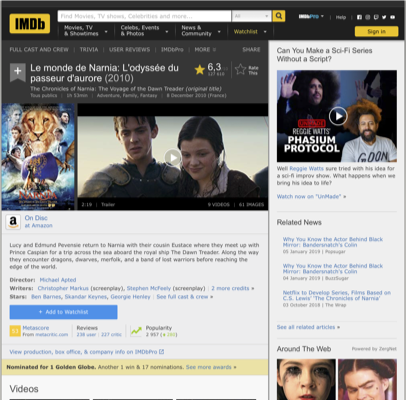 IMDb
Find Movies, TV shows, Celebrities and more...
All
IMDbPro
Help
Movies, TV & Showtimes
Celebs, Events & Photos
News & Community
Watchlist
Sign in
FULL CAST AND CREW | TRIVIA | USER REVIEWS | IMDbPro | MORE
SHARE
Le monde de Narnia: L'odyssée du
passeur d'aurore (2010)
6,3
Rate
This
The Chronicles of Narnia: The Voyage of the Dawn Treader (original title)
Tous publics | 1h 53min | Adventure, Family, Fantasy | 8 December 2010 (France)
2:19 | Trailer
9 VIDEOS | 61 IMAGES
On Disc
at Amazon
Lucy and Edmund Pevensie return to Narnia with their cousin Eustace where they meet up with
Prince Caspian for a trip across the sea aboard the royal ship The Dawn Treader. Along the way
they encounter dragons, dwarves, merfolk, and a band of lost warriors before reaching the
edge of the world.
Director: Michael Apted
Writers: Christopher Markus (screenplay), Stephen McFeely (screenplay) | 2 more credits »
Stars: Ben Barnes, Skandar Keynes, Georgie Henley | See full cast & crew »
+ Add to Watchlist
53
Metascore
From metacritic.com
Reviews
238 user | 227 critic
Popularity
2 957
View production, box office, & company info on IMDbPro
Nominated for 1 Golden Globe. Another 1 win & 17 nominations. See more awards »
Videos
Can You Make a Sci-Fi Series
Without a Script?
REGGIE WATTS'
PHASIUM
PROTOCOL
Well Reggie Watts sure tried with his idea for
a sci-fi improv show. What happens when we
bring his idea to life?
Watch now on "UnMade" »
Related News
Why You Know the Actor Behind Black
Mirror: Bandersnatch's Colin
05 January 2019 | Popsugar
Why You Know the Actor Behind Black
Mirror: Bandersnatch's Colin
04 January 2019 | BuzzSugar
Netflix to Develop Series, Films Based on
C.S. Lewis' 'The Chronicles of Narnia'
03 October 2018 | The Wrap
See all related articles »
Around The Web
Powered by ZergNet